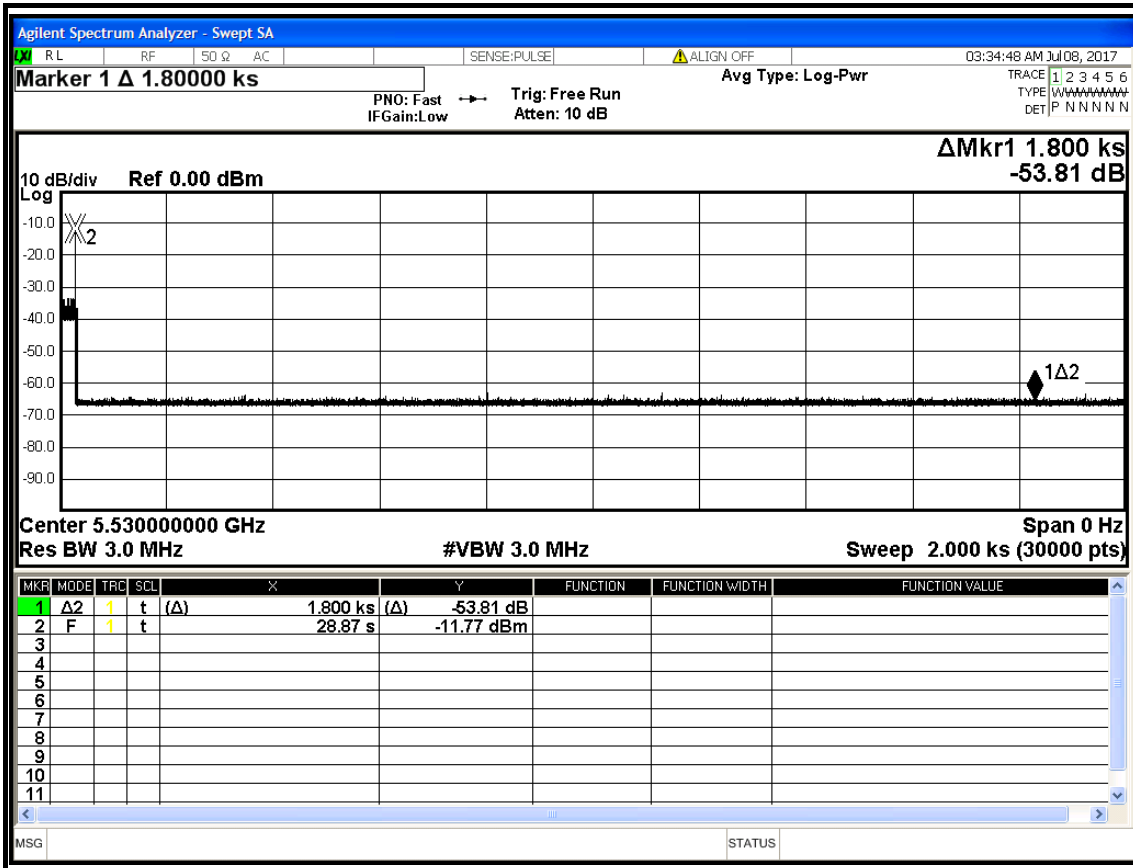 Agilent Spectrum Analyzer - Swept SA
LXI RL RF 50 Ω AC SENSE:PULSE ALIGN OFF 03:34:48 AM Jul 08, 2017
Marker 1 Δ 1.80000 ks
Avg Type: Log-Pwr
TRACE 1 2 3 4 5 6
PNO: Fast Trig: Free Run
TYPE WWWWWW
IFGain:Low Atten: 10 dB
DET P N N N N N
ΔMkr1 1.800 ks
10 dB/div Ref 0.00 dBm -53.81 dB
Log
-10.0
2
-20.0
-30.0
-40.0
-50.0
1Δ2
-60.0
-70.0
-80.0
-90.0
Center 5.530000000 GHz Span 0 Hz
Res BW 3.0 MHz #VBW 3.0 MHz Sweep 2.000 ks (30000 pts)
MKR MODE TRC SCL X Y FUNCTION FUNCTION WIDTH FUNCTION VALUE
1 Δ2 1 t (Δ) 1.800 ks (Δ) -53.81 dB
2 F 1 t 28.87 s -11.77 dBm
3
4
5
6
7
8
9
10
11
MSG STATUS